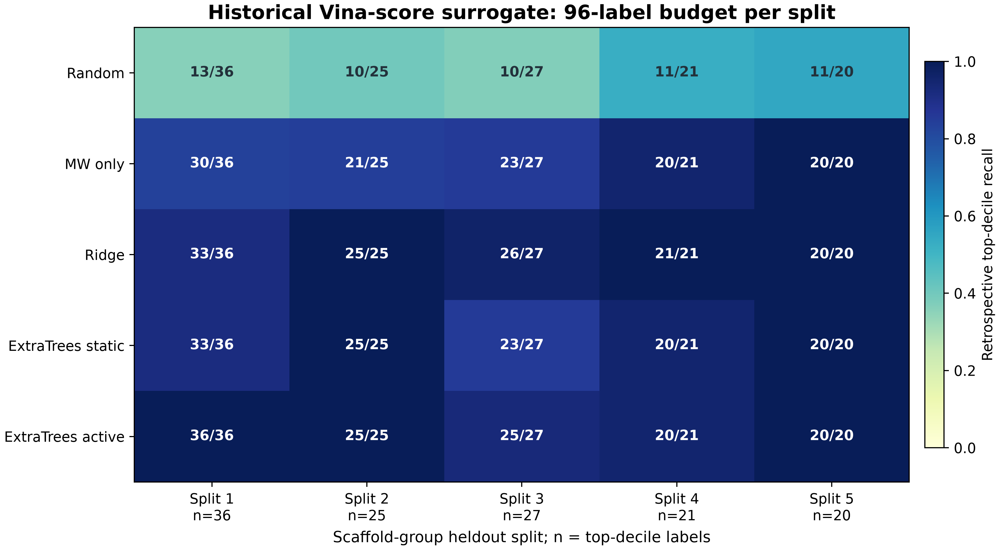 Historical Vina-score surrogate: 96-label budget per split
Random
13/36
10/25
10/27
11/21
11/20
MW only
30/36
21/25
23/27
20/21
20/20
Ridge
33/36
25/25
26/27
21/21
20/20
ExtraTrees static
33/36
25/25
23/27
20/21
20/20
ExtraTrees active
36/36
25/25
25/27
20/21
20/20
Split 1
n=36
Split 2
n=25
Split 3
n=27
Split 4
n=21
Split 5
n=20
Scaffold-group heldout split; n = top-decile labels
1.0
0.8
0.6
0.4
0.2
0.0
Retrospective top-decile recall